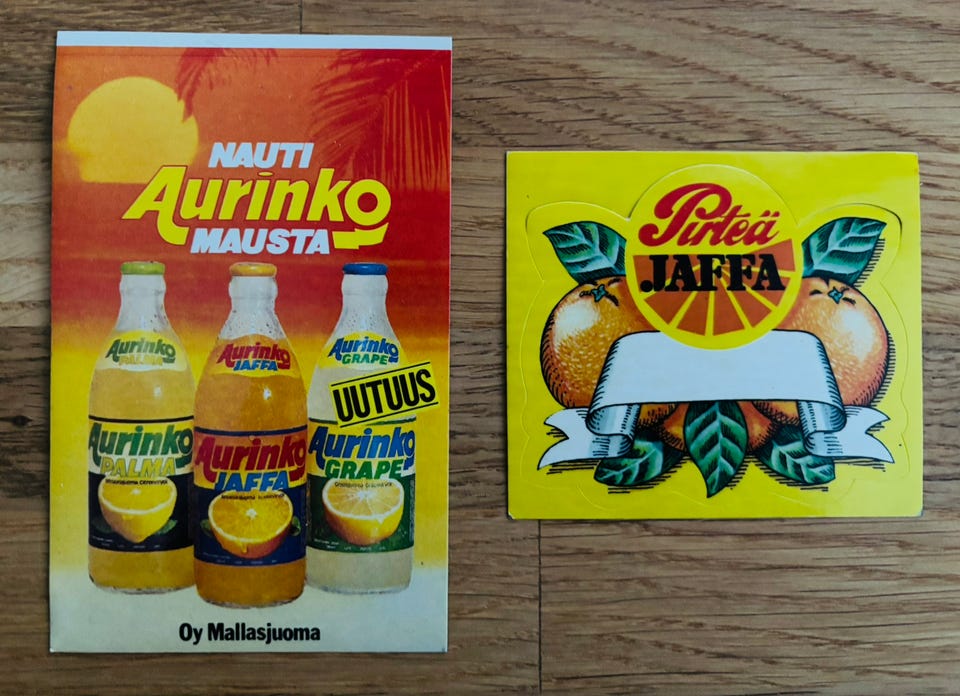 NAUTI
Aurinko
MAUSTA
Aurinko
PALMA
Aurinko
JAFFA
Aurinko
GRAPE
UUTUUS
Aurinko
PALMA
Aurinko
JAFFA
Aurinko
GRAPE
Oy Mallasjuoma
Pirteä
JAFFA